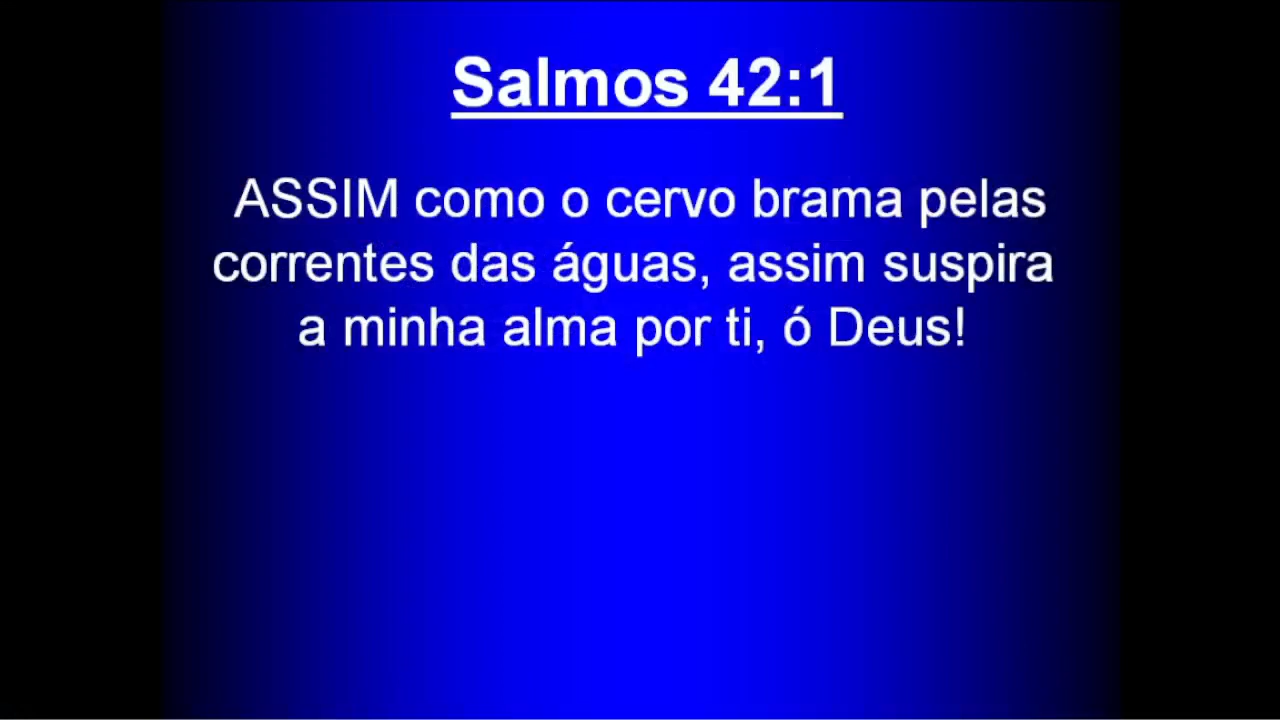 Salmos 42:1
ASSIM como o cervo brama pelas
correntes das águas, assim suspira
a minha alma por ti, ó Deus!